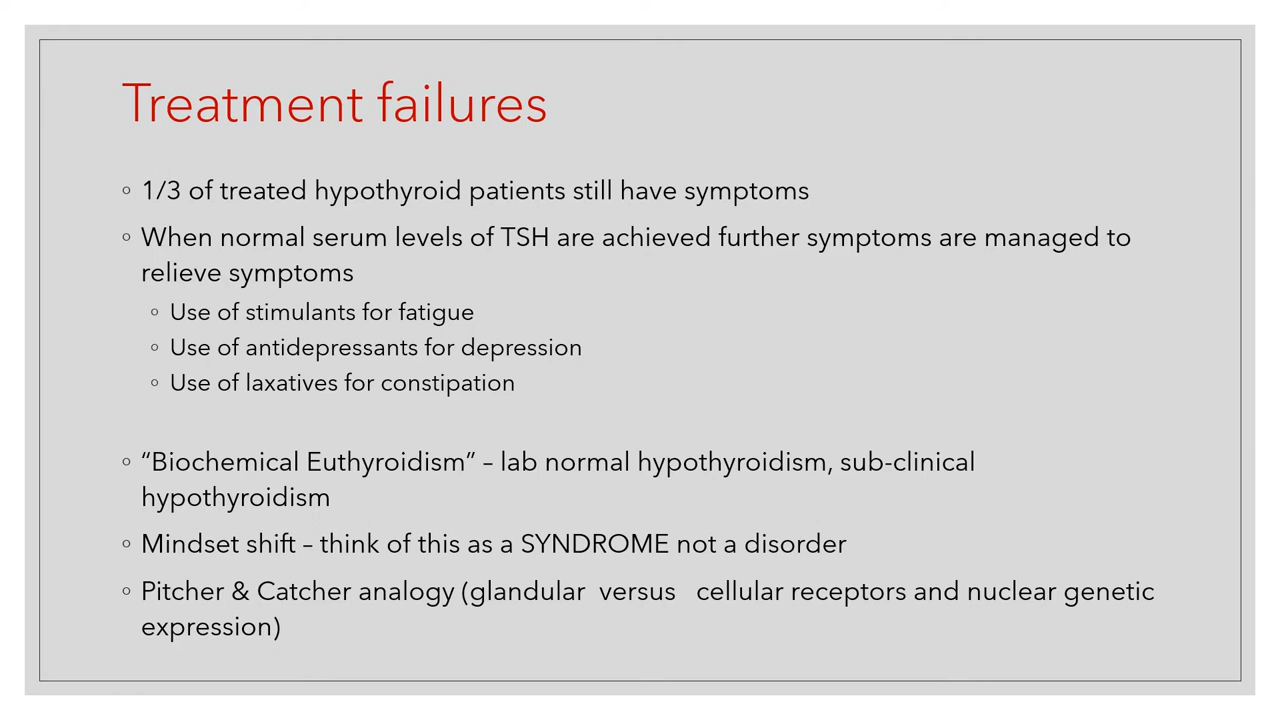 Treatment failures
◦ 1/3 of treated hypothyroid patients still have symptoms
◦ When normal serum levels of TSH are achieved further symptoms are managed to
relieve symptoms
◦ Use of stimulants for fatigue
◦ Use of antidepressants for depression
◦ Use of laxatives for constipation
◦ “Biochemical Euthyroidism” – lab normal hypothyroidism, sub-clinical
hypothyroidism
◦ Mindset shift – think of this as a SYNDROME not a disorder
◦ Pitcher & Catcher analogy (glandular versus cellular receptors and nuclear genetic
expression)